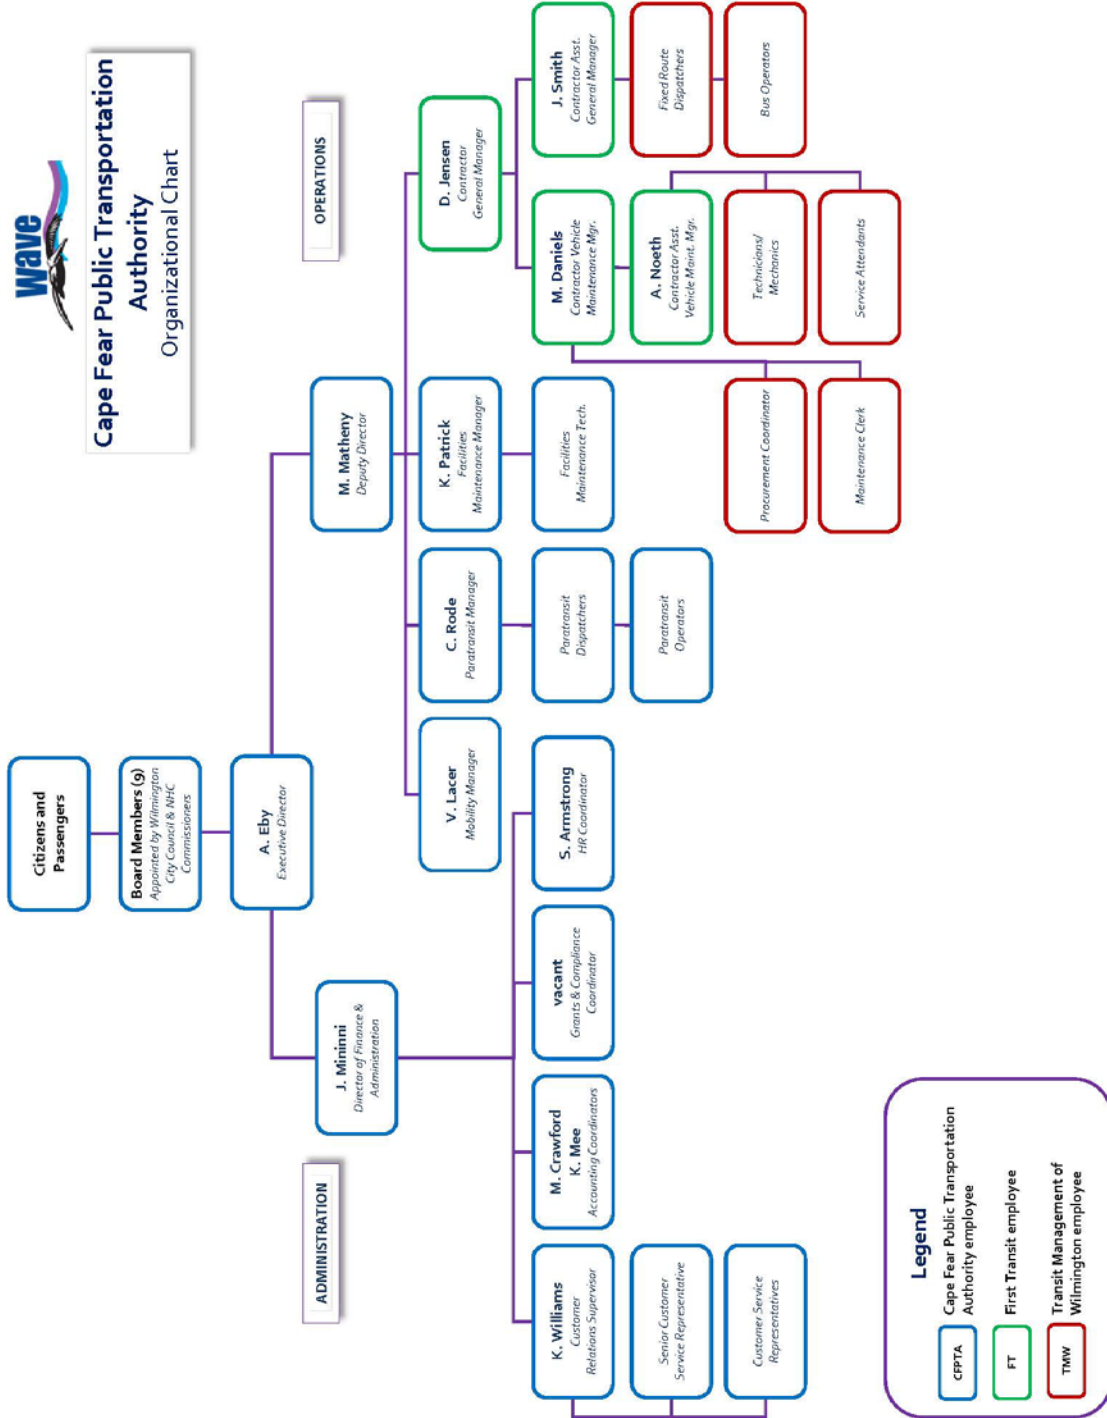 wave
Cape Fear Public Transportation
Authority
Organizational Chart
Citizens and
Passengers
Board Members (9)
Appointed by Wilmington
City Council & NHC
Commissioners
A. Eby
Executive Director
ADMINISTRATION
OPERATIONS
J. Mininni
Director of Finance &
Administration
M. Matheny
Deputy Director
V. Lacer
Mobility Manager
C. Rode
Paratransit Manager
K. Patrick
Facilities
Maintenance Manager
D. Jensen
Contractor
General Manager
K. Williams
Customer
Relations Supervisor
M. Crawford
K. Mee
Accounting Coordinators
vacant
Grants & Compliance
Coordinator
S. Armstrong
HR Coordinator
Paratransit
Dispatchers
Facilities
Maintenance Tech.
M. Daniels
Contractor Vehicle
Maintenance Mgr.
J. Smith
Contractor Asst.
General Manager
Senior Customer
Service Representative
Paratransit
Operators
A. Noeth
Contractor Asst.
Vehicle Maint. Mgr.
Fixed Route
Dispatchers
Customer Service
Representatives
Procurement Coordinator
Technicians/
Mechanics
Bus Operators
Maintenance Clerk
Service Attendants
Legend
CFPTA
Cape Fear Public Transportation
Authority employee
FT
First Transit employee
TMW
Transit Management of
Wilmington employee